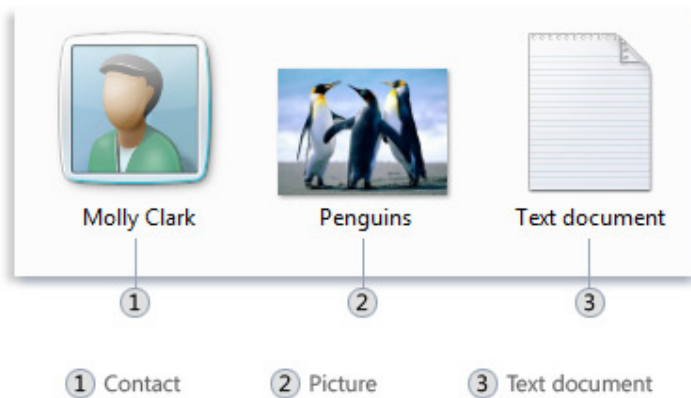 Molly Clark Penguins Text document
1 2 3
1 Contact 2 Picture 3 Text document